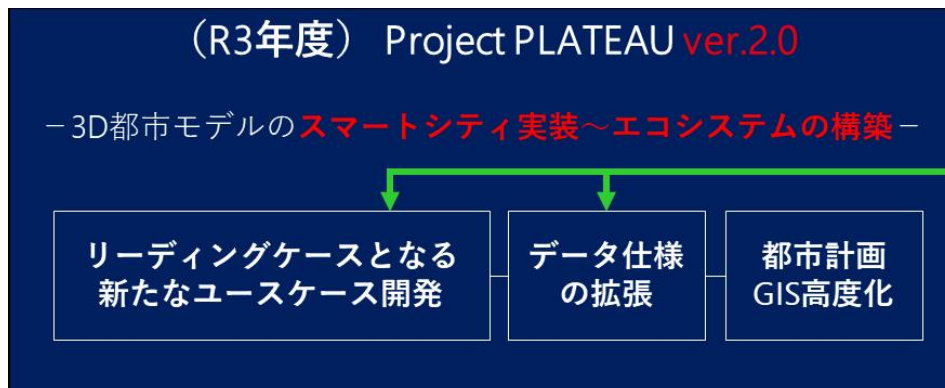 （R3年度） Project PLATEAU ver.2.0
－3D都市モデルのスマートシティ実装～エコシステムの構築－
リーディングケースとなる
新たなユースケース開発
データ仕様
の拡張
都市計画
GIS高度化